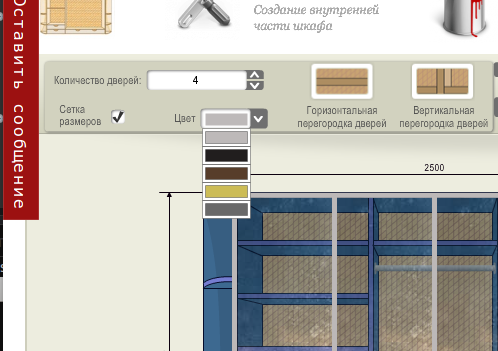 Оставить сообщение
Создание внутренней
части шкафа
Количество дверей:
4
Сетка
размеров
Цвет
Горизонтальная
перегородка дверей
Вертикальная
перегородка дверей
2500